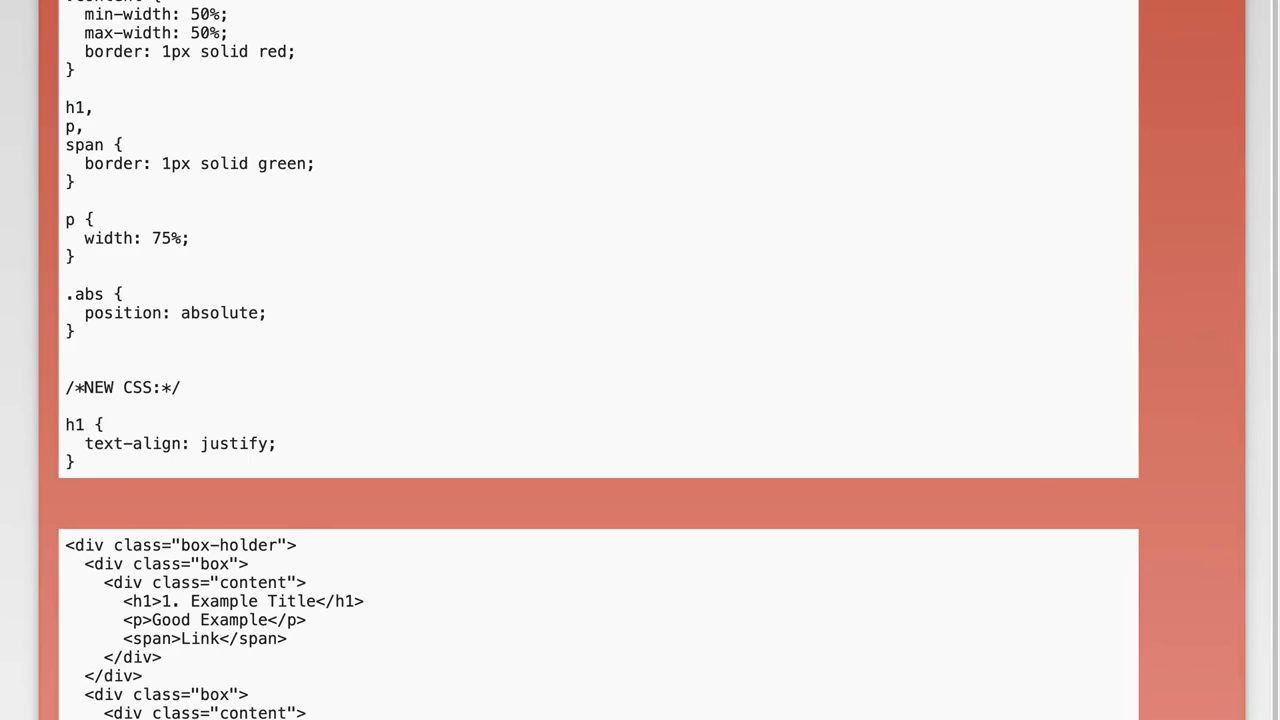 min-width: 50%;
max-width: 50%;
border: 1px solid red;
}
h1,
p,
span {
border: 1px solid green;
}
p {
width: 75%;
}
.abs {
position: absolute;
}
/*NEW CSS:*/
h1 {
text-align: justify;
}
<div class="box-holder">
<div class="box">
<div class="content">
<h1>1. Example Title</h1>
<p>Good Example</p>
<span>Link</span>
</div>
</div>
<div class="box">
<div class="content">